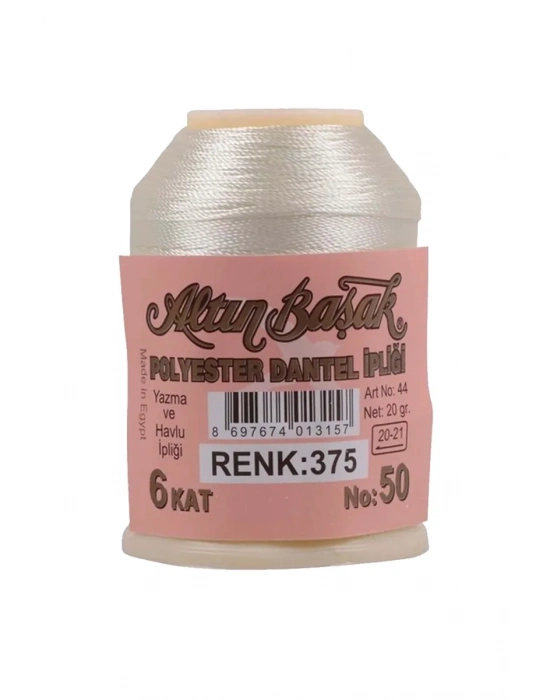 Altın Başak
POLYESTER DANTEL İPLİĞİ
Made in Egypt
Yazma
ve
Havlu
İpliği
8 697674 013157
Art No: 44
Net: 20 gr.
20-21
RENK:375
6 KAT
No:50